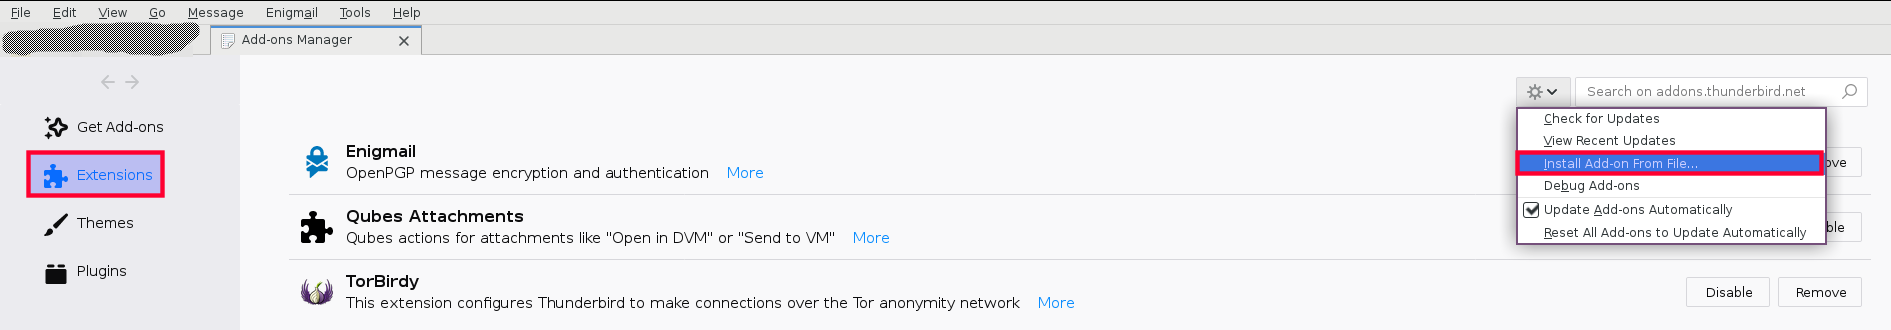 File Edit View Go Message Enigmail Tools Help
Add-ons Manager
Search on addons.thunderbird.net
Get Add-ons
Extensions
Themes
Plugins
Check for Updates
View Recent Updates
Install Add-on From File...
Debug Add-ons
Update Add-ons Automatically
Reset All Add-ons to Update Automatically
Enigmail
OpenPGP message encryption and authentication More
Qubes Attachments
Qubes actions for attachments like "Open in DVM" or "Send to VM" More
TorBirdy
This extension configures Thunderbird to make connections over the Tor anonymity network More
Disable Remove